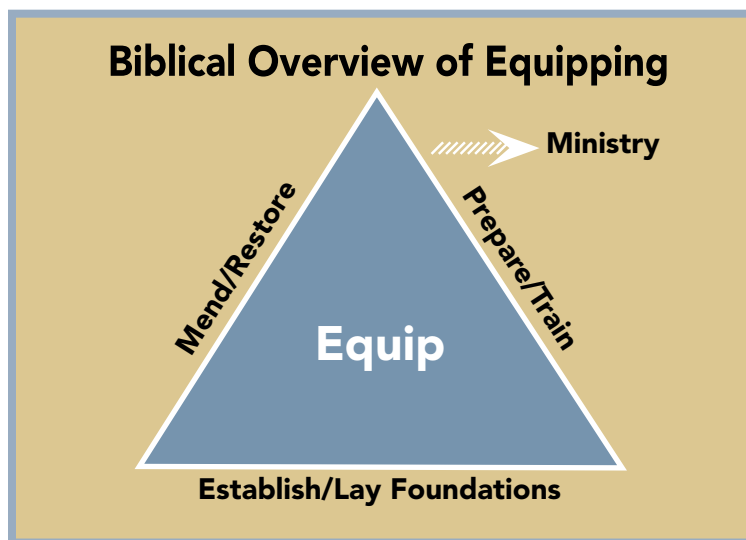 Biblical Overview of Equipping
Ministry
Mend/Restore
Prepare/Train
Equip
Establish/Lay Foundations